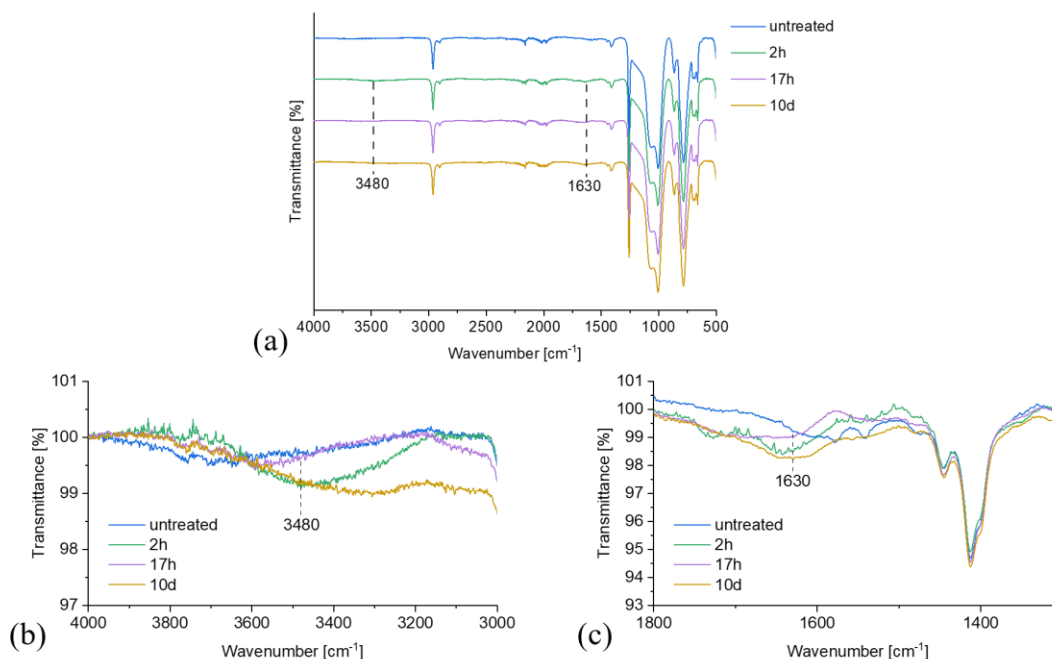 untreated
2h
17h
10d
Transmittance [%]
3480
1630
4000 3500 3000 2500 2000 1500 1000 500
Wavenumber [cm⁻¹]
(a)
101
100
99
98
97
Transmittance [%]
3480
untreated
2h
17h
10d
4000 3800 3600 3400 3200 3000
Wavenumber [cm⁻¹]
(b)
101
100
99
98
97
96
95
94
93
Transmittance [%]
1630
untreated
2h
17h
10d
1800 1600 1400
Wavenumber [cm⁻¹]
(c)